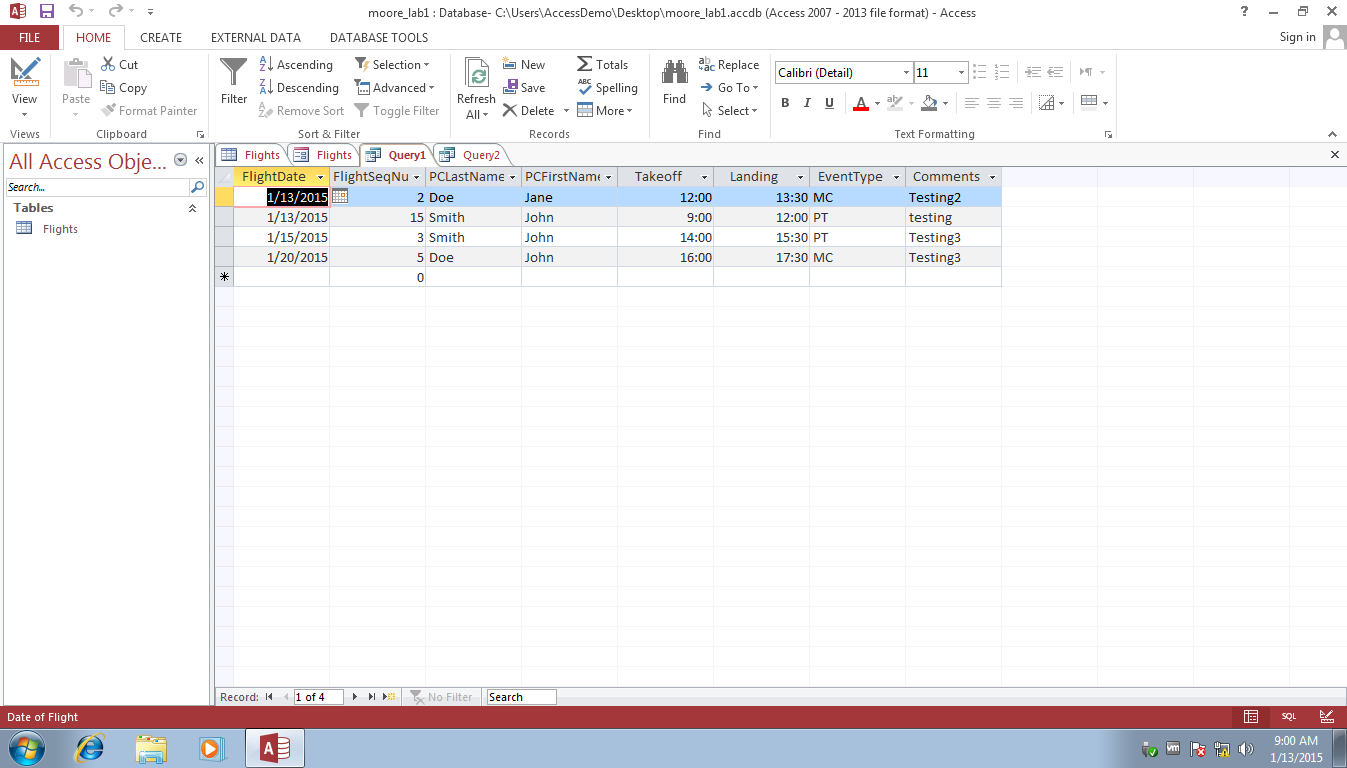 moore_lab1 : Database- C:\Users\AccessDemo\Desktop\moore_lab1.accdb (Access 2007 - 2013 file format) - Access
FILE HOME CREATE EXTERNAL DATA DATABASE TOOLS Sign in
View
Views
Paste
Cut
Copy
Format Painter
Clipboard
Filter
Ascending
Descending
Remove Sort
Selection
Advanced
Toggle Filter
Sort & Filter
Refresh All
New
Save
Delete
Totals
Spelling
More
Records
Find
Replace
Go To
Select
Find
Calibri (Detail) 11
B I U A
Text Formatting
All Access Obje...
Search...
Tables
Flights
Flights Flights Query1 Query2
FlightDate FlightSeqNu PCLastName PCFirstName Takeoff Landing EventType Comments
1/13/2015 2 Doe Jane 12:00 13:30 MC Testing2
1/13/2015 15 Smith John 9:00 12:00 PT testing
1/15/2015 3 Smith John 14:00 15:30 PT Testing3
1/20/2015 5 Doe John 16:00 17:30 MC Testing3
0
Record: 1 of 4 No Filter Search
Date of Flight SQL
9:00 AM
1/13/2015